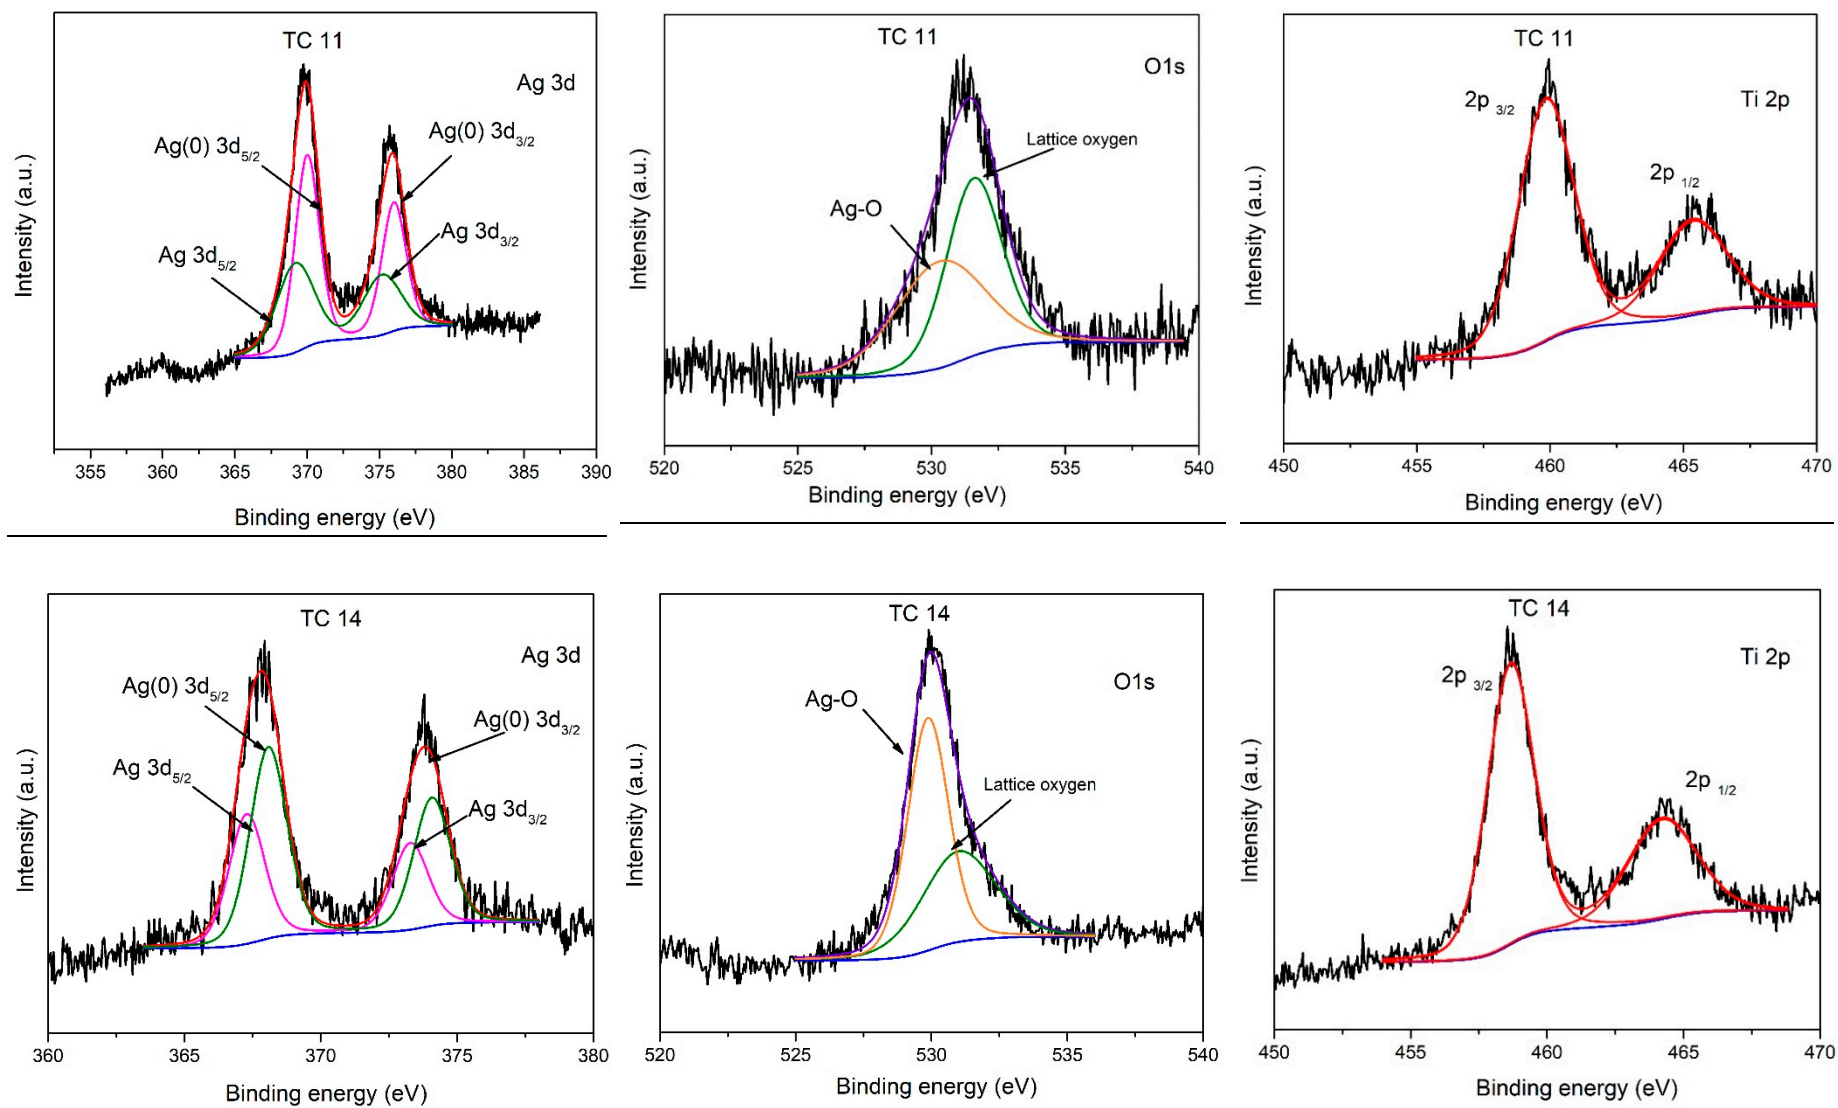 TC 11
Ag 3d
Ag(0) 3d5/2
Ag(0) 3d3/2
Ag 3d5/2
Ag 3d3/2
Intensity (a.u.)
355 360 365 370 375 380 385 390
Binding energy (eV)
TC 11
O1s
Lattice oxygen
Ag-O
Intensity (a.u.)
520 525 530 535 540
Binding energy (eV)
TC 11
2p 3/2
Ti 2p
2p 1/2
Intensity (a.u.)
450 455 460 465 470
Binding energy (eV)
TC 14
Ag 3d
Ag(0) 3d5/2
Ag(0) 3d3/2
Ag 3d5/2
Ag 3d3/2
Intensity (a.u.)
360 365 370 375 380
Binding energy (eV)
TC 14
O1s
Ag-O
Lattice oxygen
Intensity (a.u.)
520 525 530 535 540
Binding energy (eV)
TC 14
Ti 2p
2p 3/2
2p 1/2
Intensity (a.u.)
450 455 460 465 470
Binding energy (eV)